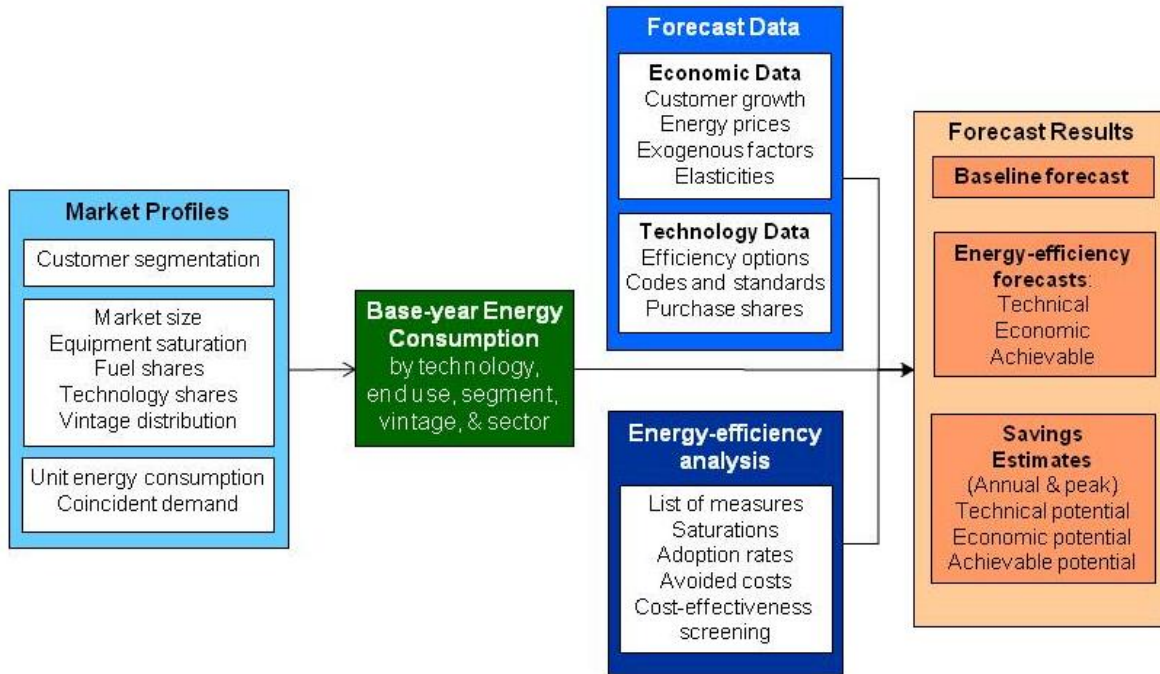 Market Profiles
Customer segmentation
Market size
Equipment saturation
Fuel shares
Technology shares
Vintage distribution
Unit energy consumption
Coincident demand
Base-year Energy
Consumption
by technology,
end use, segment,
vintage, & sector
Forecast Data
Economic Data
Customer growth
Energy prices
Exogenous factors
Elasticities
Technology Data
Efficiency options
Codes and standards
Purchase shares
Energy-efficiency
analysis
List of measures
Saturations
Adoption rates
Avoided costs
Cost-effectiveness
screening
Forecast Results
Baseline forecast
Energy-efficiency
forecasts:
Technical
Economic
Achievable
Savings
Estimates
(Annual & peak)
Technical potential
Economic potential
Achievable potential